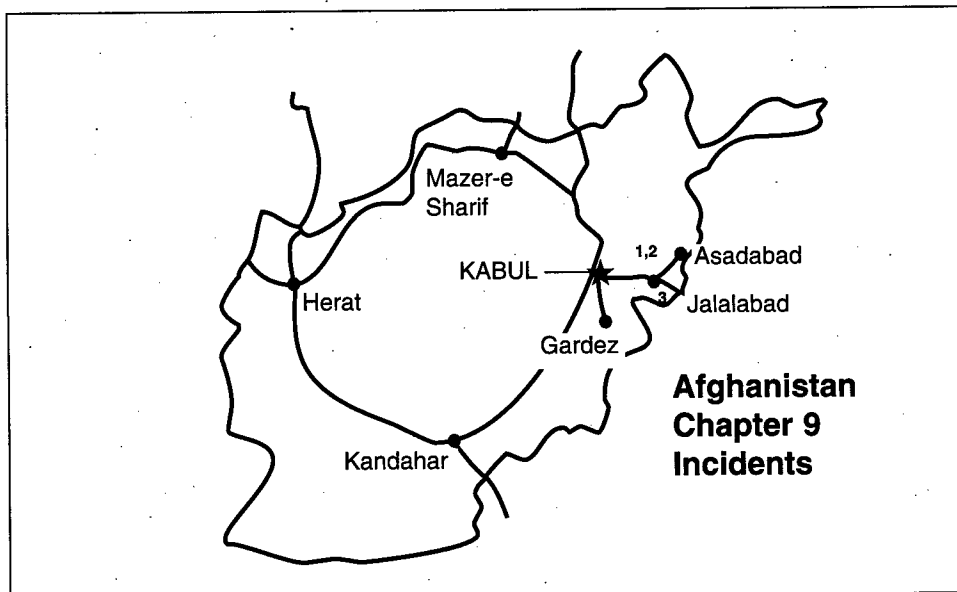 Mazer-e
Sharif
1,2
Asadabad
KABUL
3
Jalalabad
Herat
Gardez
Afghanistan
Chapter 9
Incidents
Kandahar